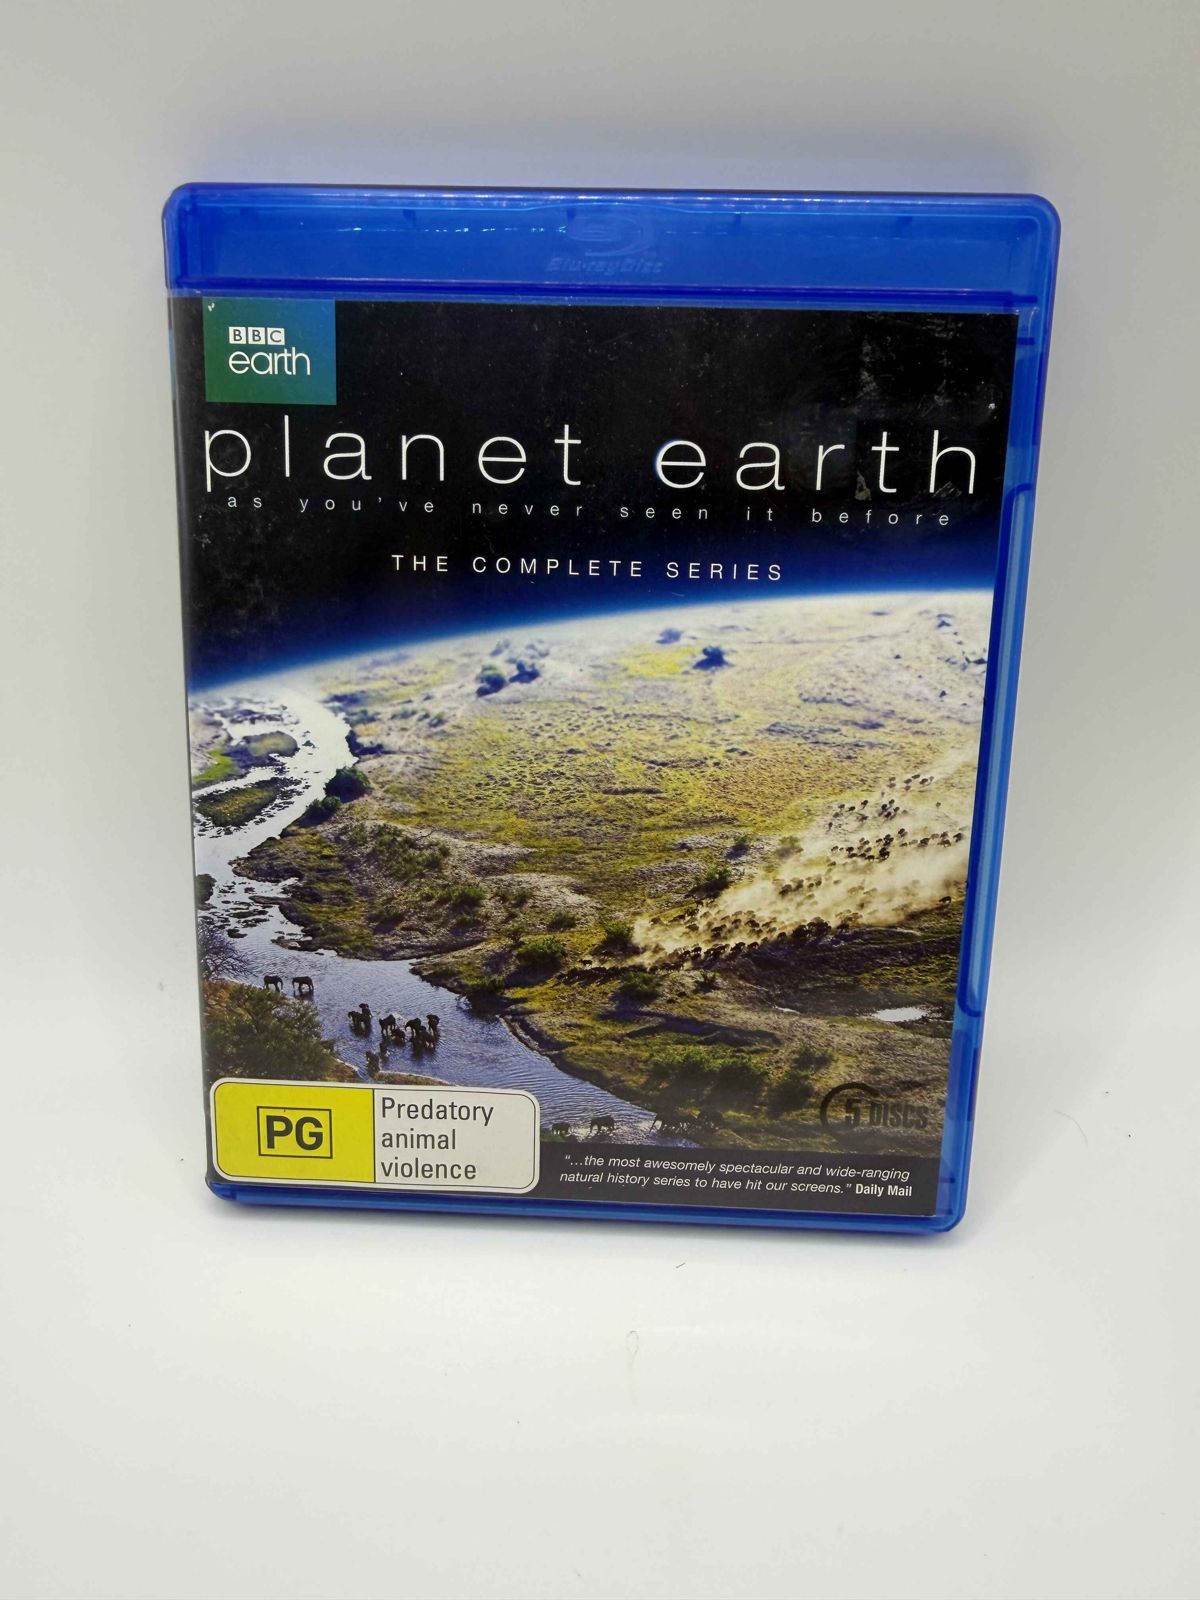 Blu-ray Disc
BBC
earth
planet earth
as you've never seen it before
THE COMPLETE SERIES
5 DISCS
PG
Predatory
animal
violence
"...the most awesomely spectacular and wide-ranging
natural history series to have hit our screens." Daily Mail